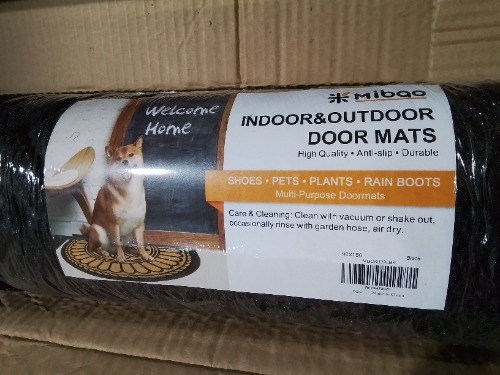 Mibao
INDOOR&OUTDOOR
DOOR MATS
High Quality • Anti-slip • Durable
Welcome
Home
SHOES • PETS • PLANTS • RAIN BOOTS
Multi-Purpose Doormats
Care & Cleaning: Clean with vacuum or shake out,
occasionally rinse with garden hose, air dry.